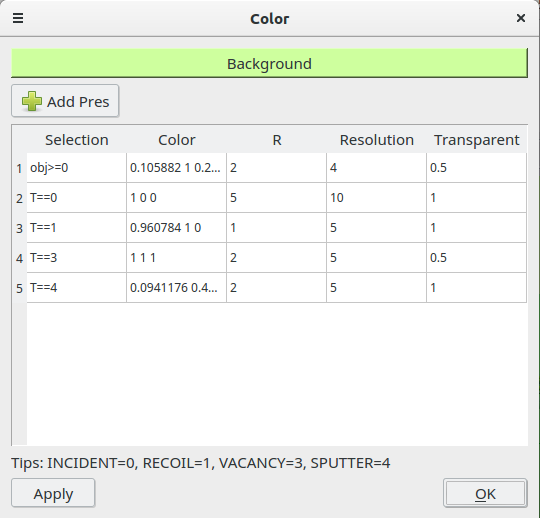 Color
Background
Add Pres
Selection Color R Resolution Transparent
1 obj>=0 0.105882 1 0.2... 2 4 0.5
2 T==0 1 0 0 5 10 1
3 T==1 0.960784 1 0 1 5 1
4 T==3 1 1 1 2 5 0.5
5 T==4 0.0941176 0.4... 2 5 1
Tips: INCIDENT=0, RECOIL=1, VACANCY=3, SPUTTER=4
Apply OK